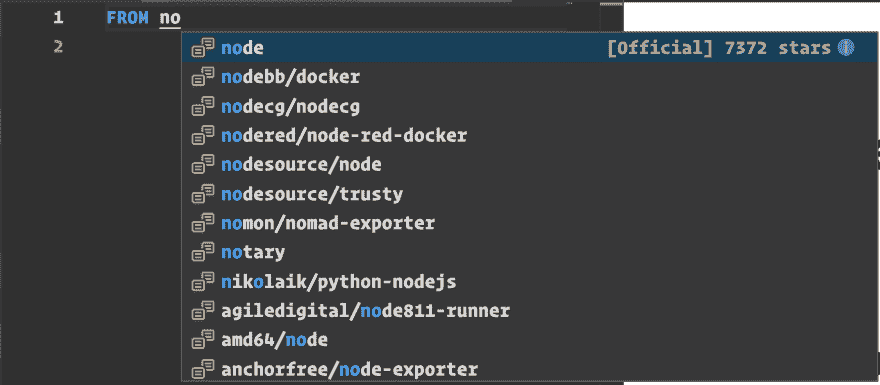 1 FROM no
2
node [Official] 7372 stars
nodebb/docker
nodecg/nodecg
nodered/node-red-docker
nodesource/node
nodesource/trusty
nomon/nomad-exporter
notary
nikolaik/python-nodejs
agiledigital/node811-runner
amd64/node
anchorfree/node-exporter